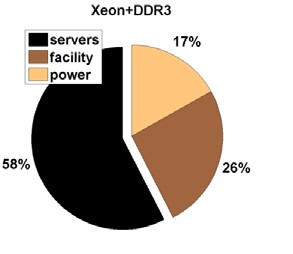 Xeon+DDR3
servers
facility
power
17%
58%
26%